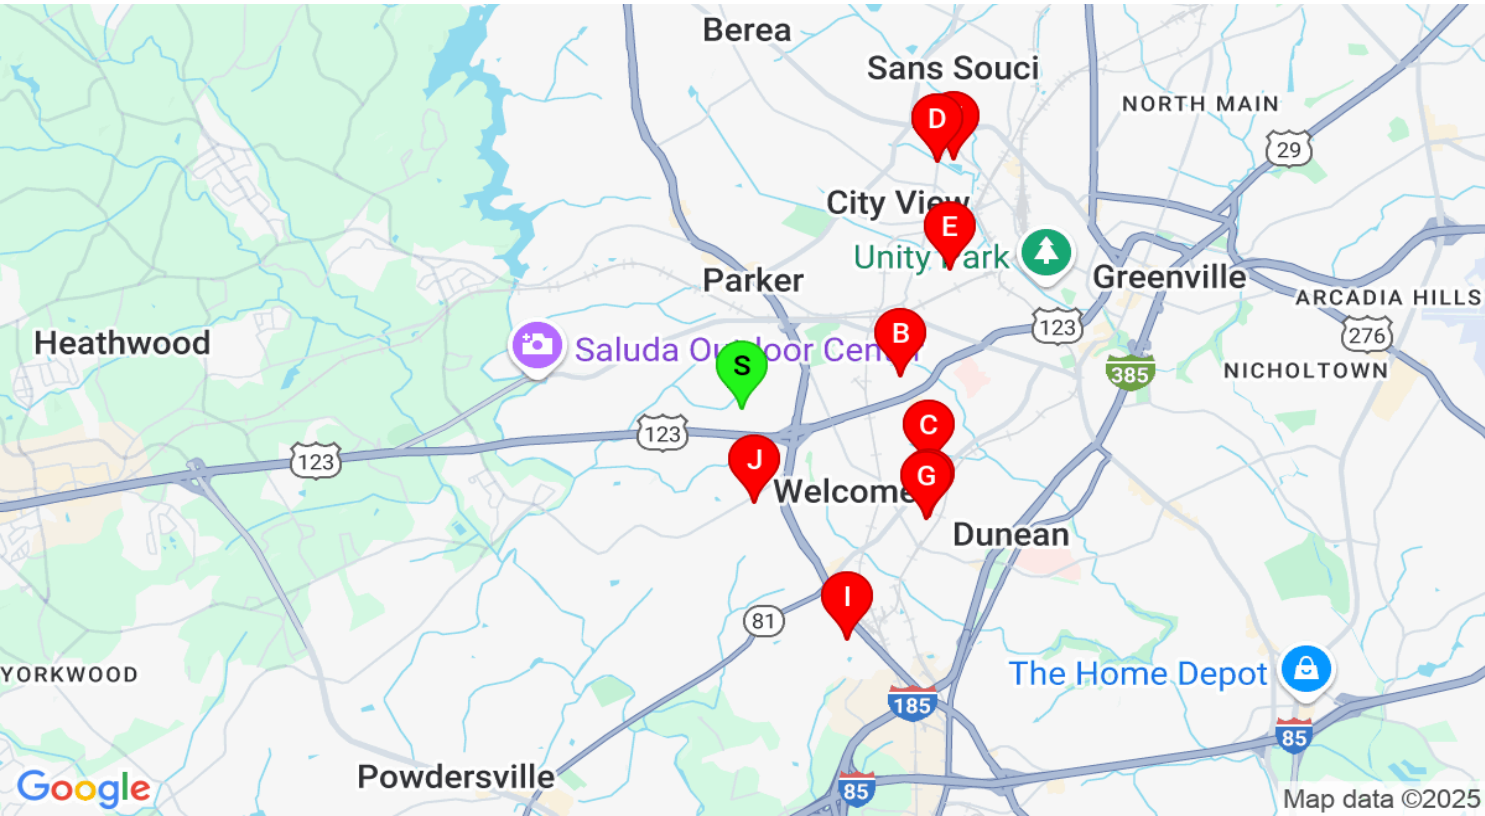 Berea
Sans Souci
NORTH MAIN
29
D
City View
E
Unity Park
Parker
Greenville
ARCADIA HILLS
Heathwood
123
276
B
Saluda Outdoor Center
S
385
NICHOLTOWN
123
123
C
J
G
Welcome
Dunean
I
81
YORKWOOD
The Home Depot
185
85
Powdersville
85
Google
Map data ©2025